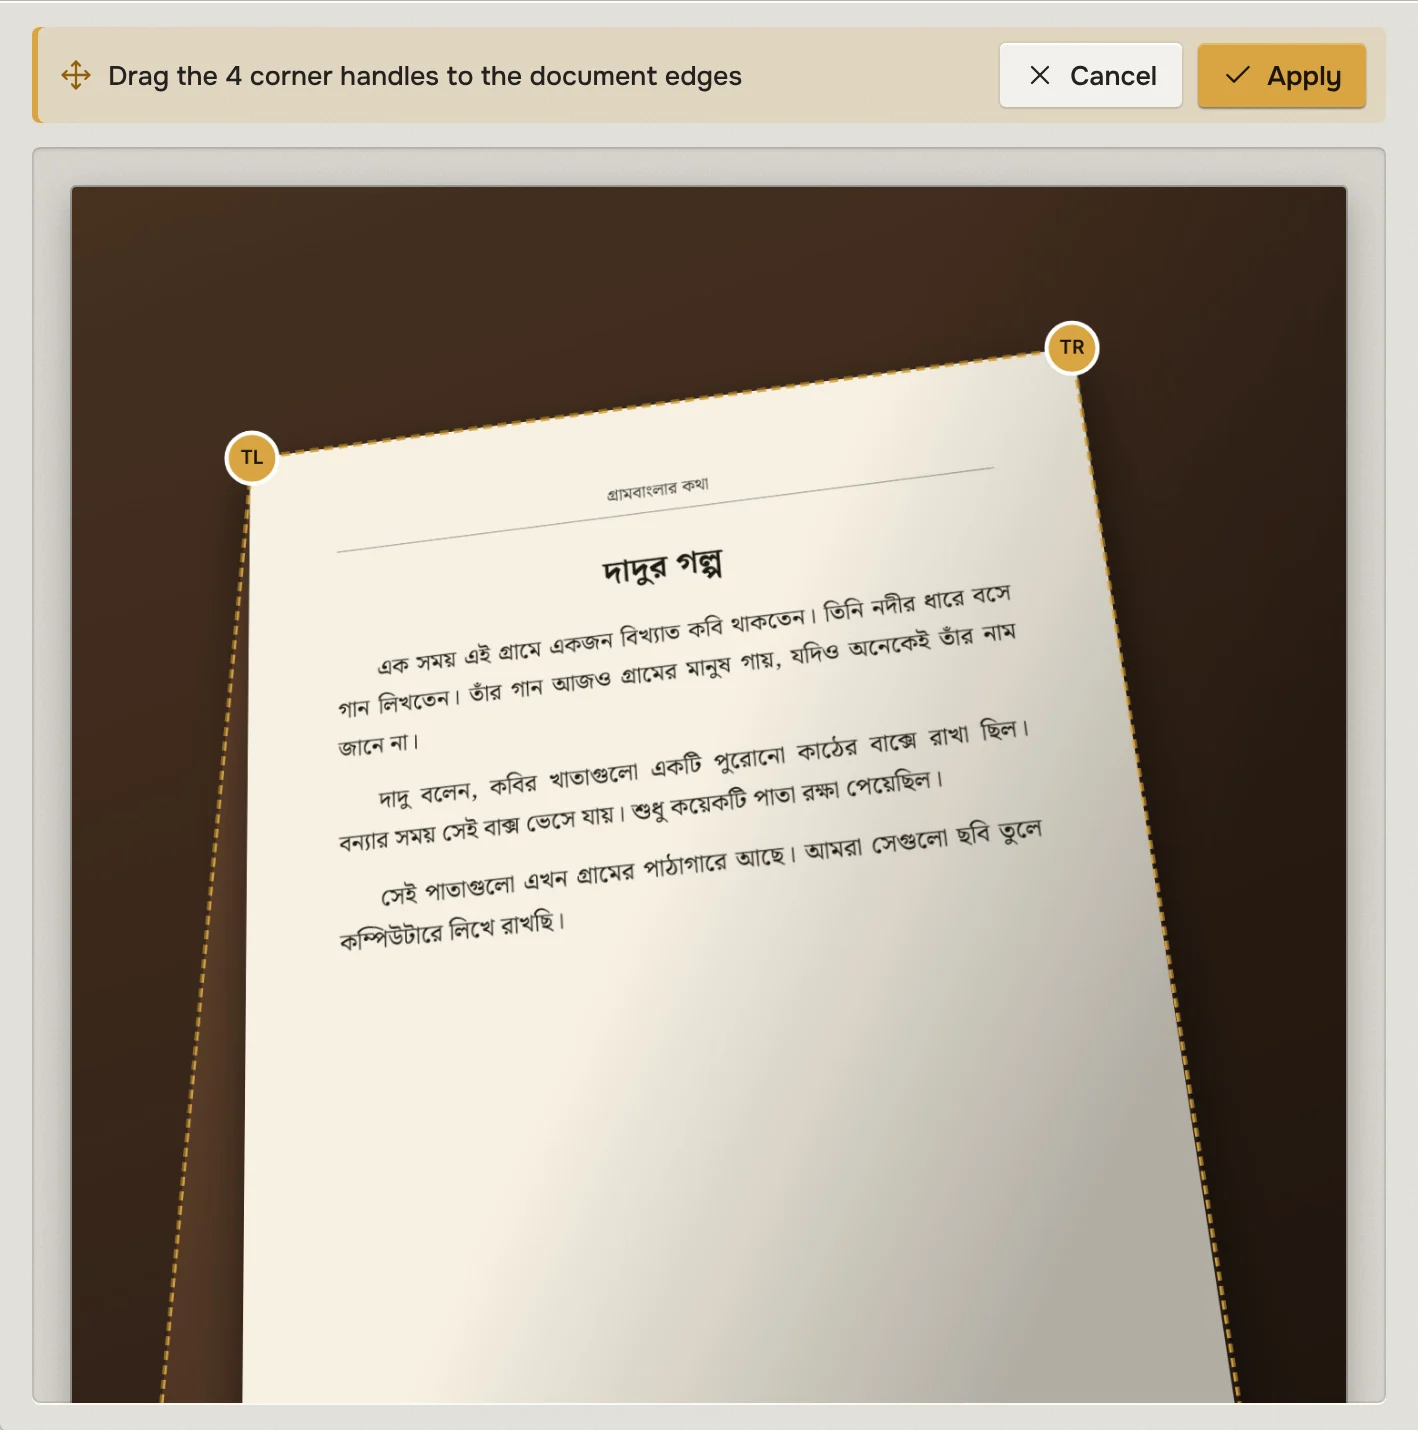 Drag the 4 corner handles to the document edges
Cancel
Apply
TL
TR
গ্রামবাংলার কথা
দাদুর গল্প
এক সময় এই গ্রামে একজন বিখ্যাত কবি থাকতেন। তিনি নদীর ধারে বসে
গান লিখতেন। তাঁর গান আজও গ্রামের মানুষ গায়, যদিও অনেকেই তাঁর নাম
জানে না।
দাদু বলেন, কবির খাতাগুলো একটি পুরোনো কাঠের বাক্সে রাখা ছিল।
বন্যার সময় সেই বাক্স ভেসে যায়। শুধু কয়েকটি পাতা রক্ষা পেয়েছিল।
সেই পাতাগুলো এখন গ্রামের পাঠাগারে আছে। আমরা সেগুলো ছবি তুলে
কম্পিউটারে লিখে রাখছি।